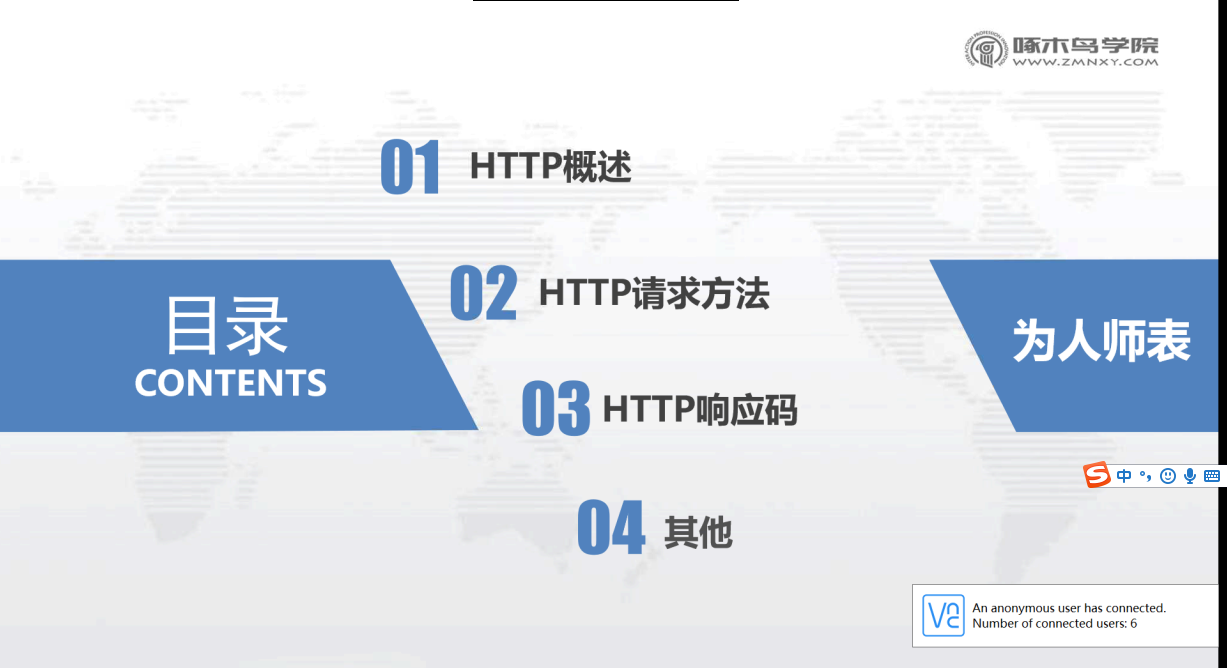 啄木鸟学院
WWW.ZMNXY.COM
01 HTTP概述
02 HTTP请求方法
目录
CONTENTS
为人师表
03 HTTP响应码
中
04 其他
An anonymous user has connected.
Number of connected users: 6